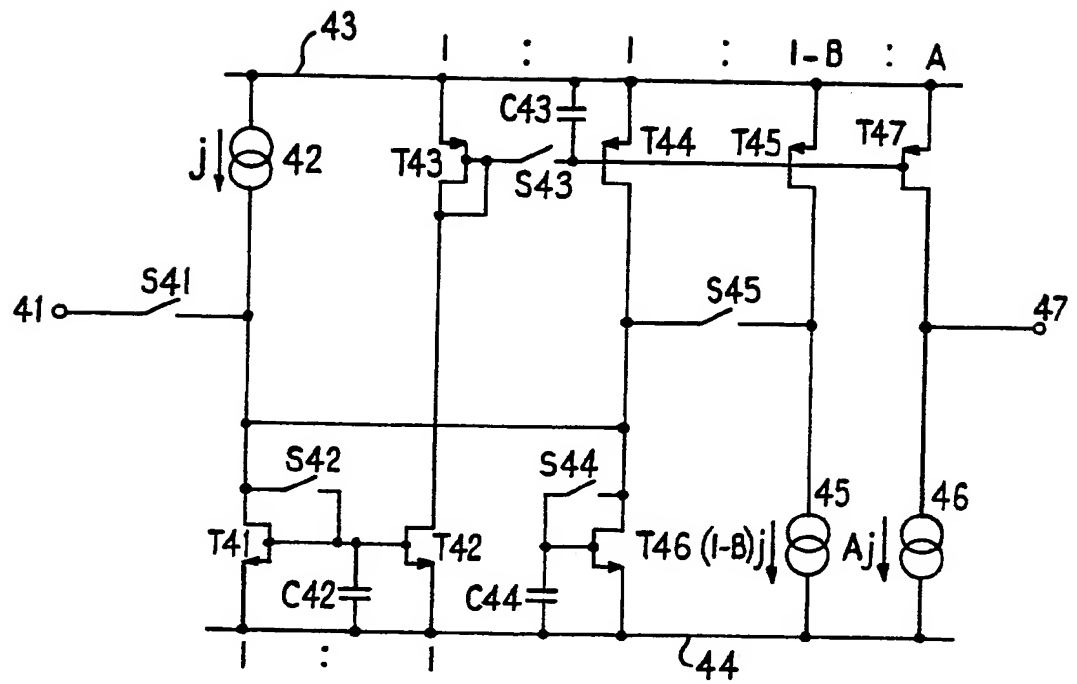 43
1 : 1 : 1-B : A
C43
j 42 T43 S43 T44 T45 T47
41 S41 S45 47
S42 S44 45 46
T41 T42 T46 (1-B)j Aj
C42 C44
1 : 1 44